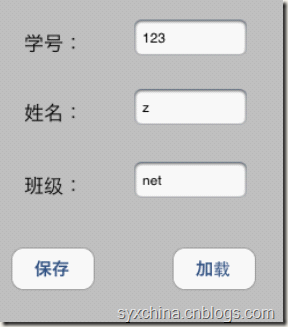 学号： 123
姓名： z
班级： net
保存 加载
syxchina.cnblogs.com